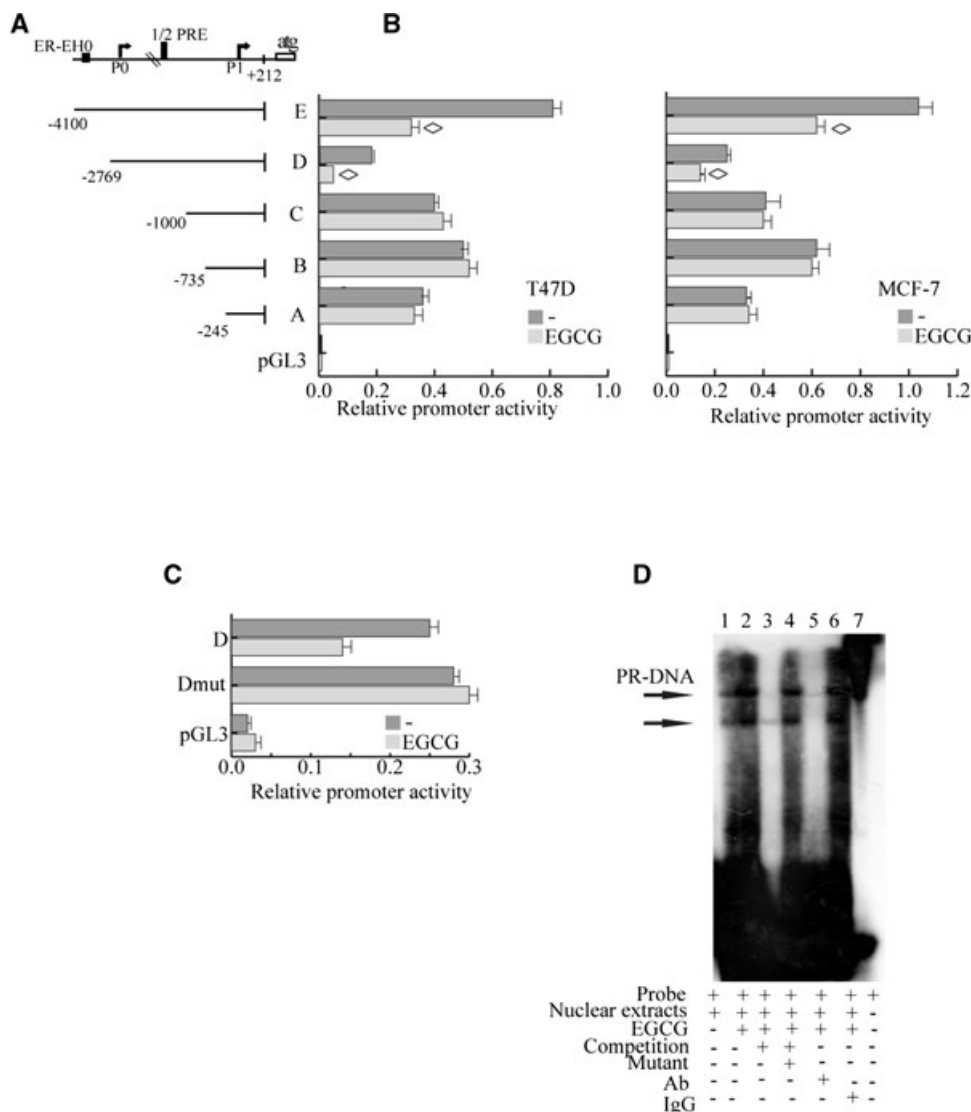 A
B
1/2 PRE
atg
ER-EH0
P0
P1
+212
-4100
E
-2769
D
-1000
C
-735
B
-245
A
pGL3
T47D
-
EGCG
0.0 0.2 0.4 0.6 0.8 1.0
Relative promoter activity
MCF-7
-
EGCG
0.0 0.2 0.4 0.6 0.8 1.0 1.2
Relative promoter activity
C
D
Dmut
pGL3
-
EGCG
0.0 0.1 0.2 0.3
Relative promoter activity
D
1 2 3 4 5 6 7
PR-DNA
Probe + + + + + + +
Nuclear extracts + + + + + + -
EGCG - + + + + + -
Competition - - + + - - -
Mutant - - - + - - -
Ab - - - - + - -
IgG - - - - - + -